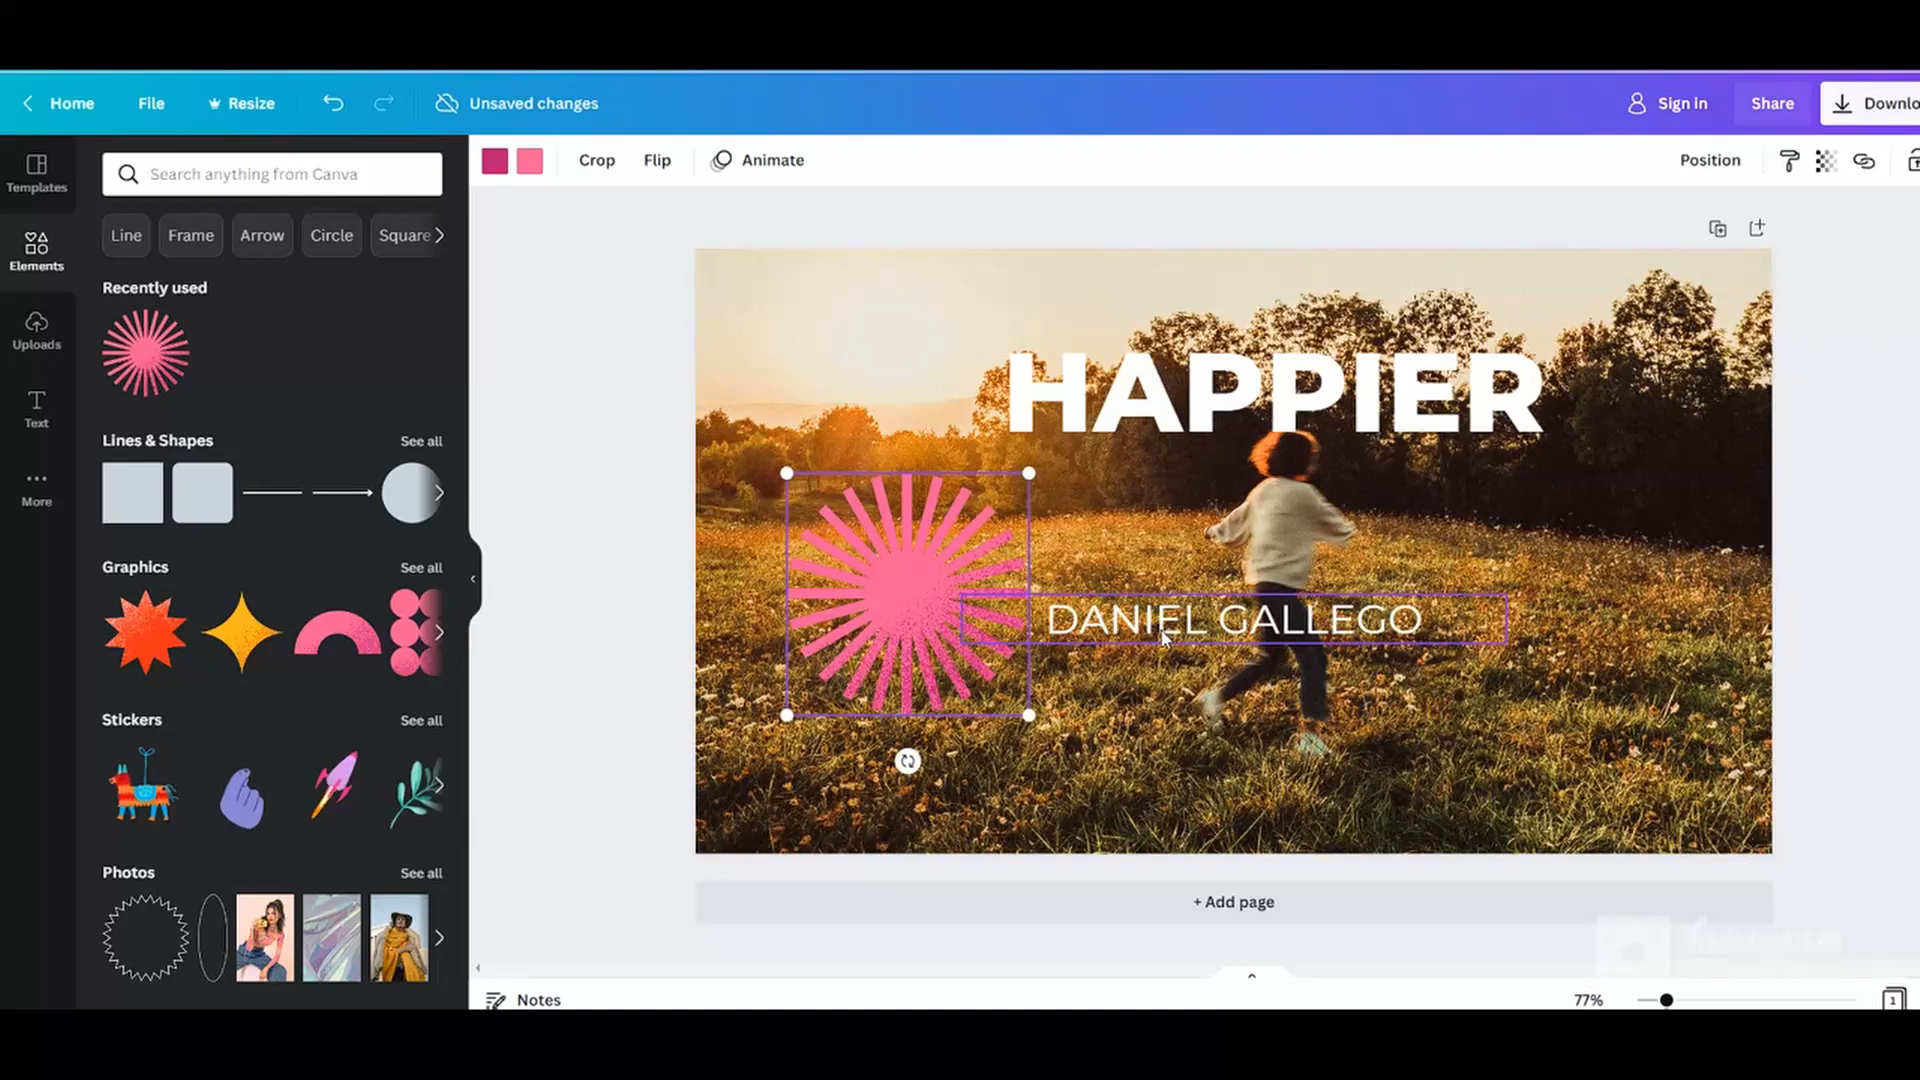 Home File Resize Unsaved changes Sign in Share Downlo
Templates
Elements
Uploads
Text
More
Search anything from Canva
Line Frame Arrow Circle Square
Recently used
Lines & Shapes See all
Graphics See all
Stickers See all
Photos See all
Crop Flip Animate Position
HAPPIER
DANIEL GALLEGO
+ Add page
Notes 77% 1